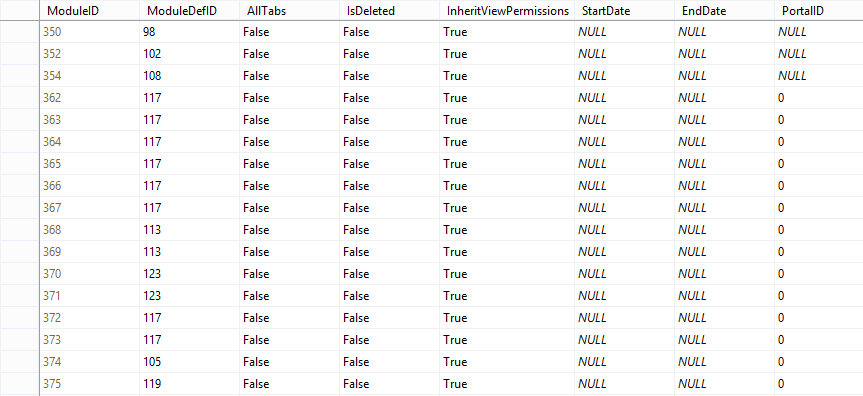 ModuleID ModuleDefID AllTabs IsDeleted InheritViewPermissions StartDate EndDate PortalID
350 98 False False True NULL NULL NULL
352 102 False False True NULL NULL NULL
354 108 False False True NULL NULL NULL
362 117 False False True NULL NULL 0
363 117 False False True NULL NULL 0
364 117 False False True NULL NULL 0
365 117 False False True NULL NULL 0
366 117 False False True NULL NULL 0
367 117 False False True NULL NULL 0
368 113 False False True NULL NULL 0
369 113 False False True NULL NULL 0
370 123 False False True NULL NULL 0
371 123 False False True NULL NULL 0
372 117 False False True NULL NULL 0
373 117 False False True NULL NULL 0
374 105 False False True NULL NULL 0
375 119 False False True NULL NULL 0